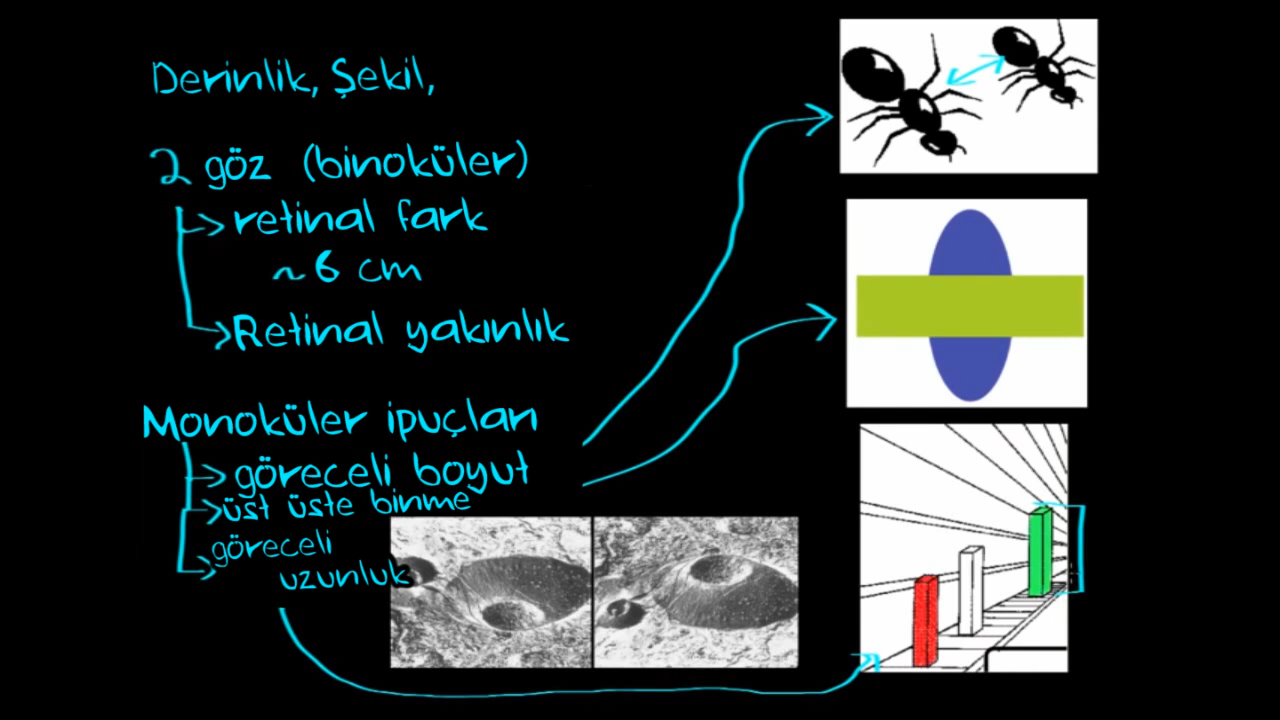 Derinlik, Şekil,
2 göz (binoküler)
retinal fark
~ 6 cm
Retinal yakınlık
Monoküler ipuçları
göreceli boyut
üst üste binme
göreceli
uzunluk